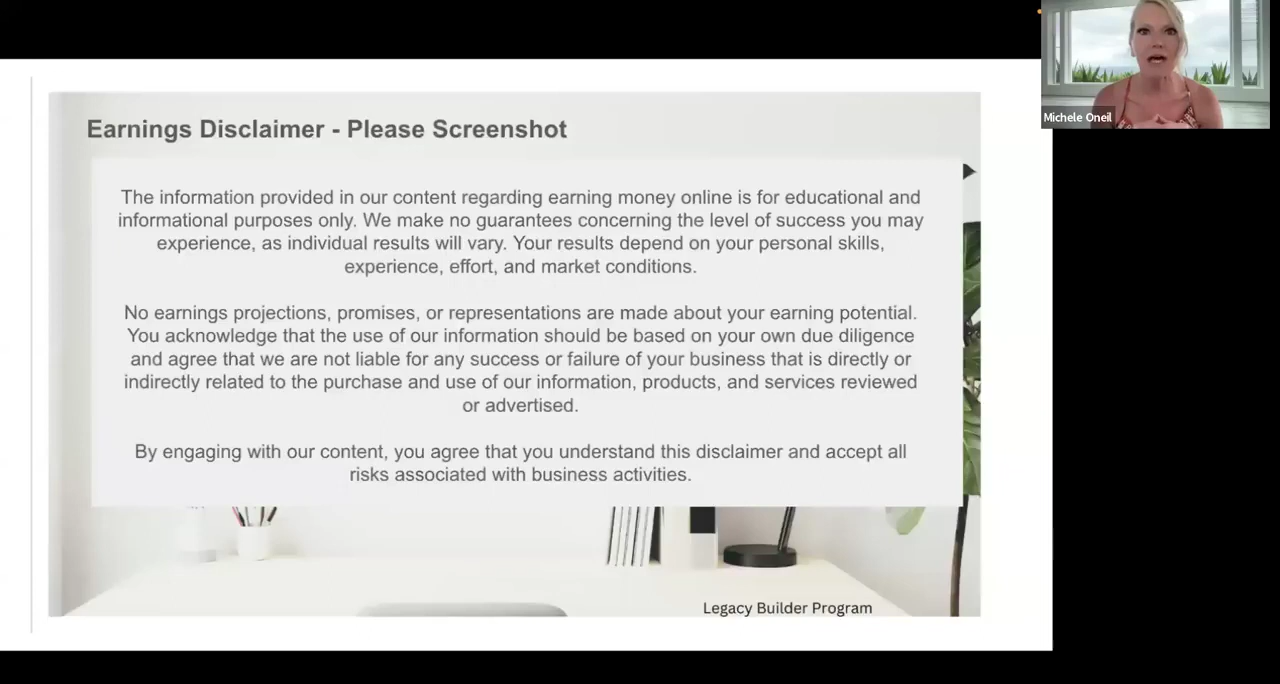 Earnings Disclaimer - Please Screenshot
The information provided in our content regarding earning money online is for educational and
informational purposes only. We make no guarantees concerning the level of success you may
experience, as individual results will vary. Your results depend on your personal skills,
experience, effort, and market conditions.
No earnings projections, promises, or representations are made about your earning potential.
You acknowledge that the use of our information should be based on your own due diligence
and agree that we are not liable for any success or failure of your business that is directly or
indirectly related to the purchase and use of our information, products, and services reviewed
or advertised.
By engaging with our content, you agree that you understand this disclaimer and accept all
risks associated with business activities.
Legacy Builder Program
Michele Oneil